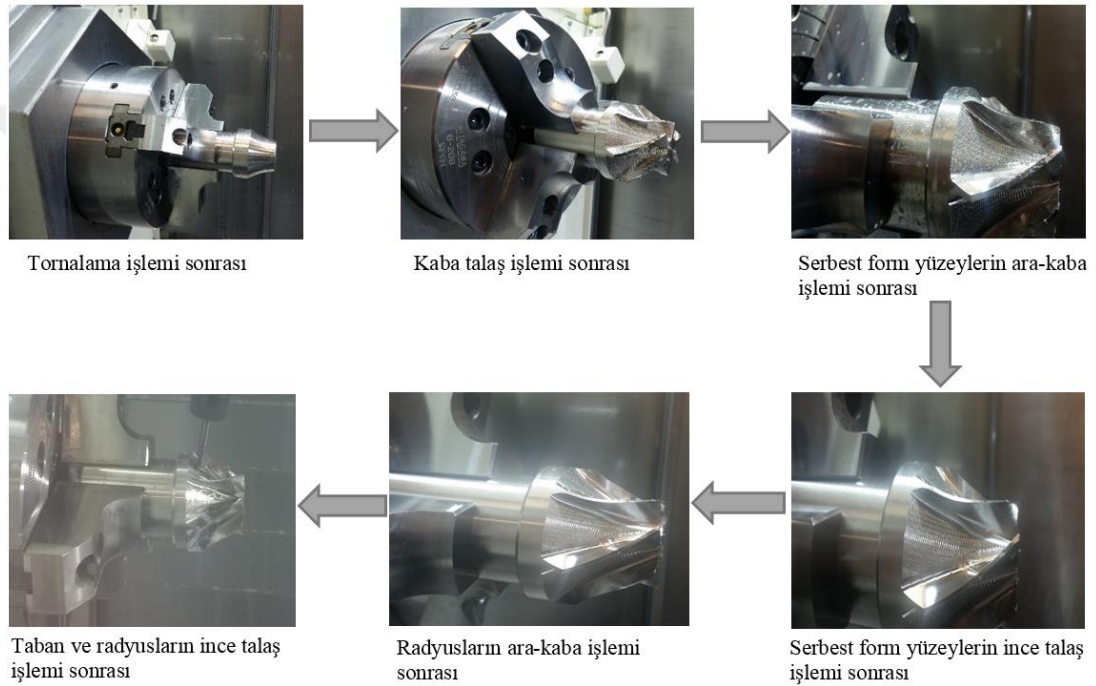 Tornalama işlemi sonrası
Kaba talaş işlemi sonrası
Serbest form yüzeylerin ara-kaba
işlemi sonrası
Serbest form yüzeylerin ince talaş
işlemi sonrası
Radyusların ara-kaba işlemi
sonrası
Taban ve radyusların ince talaş
işlemi sonrası